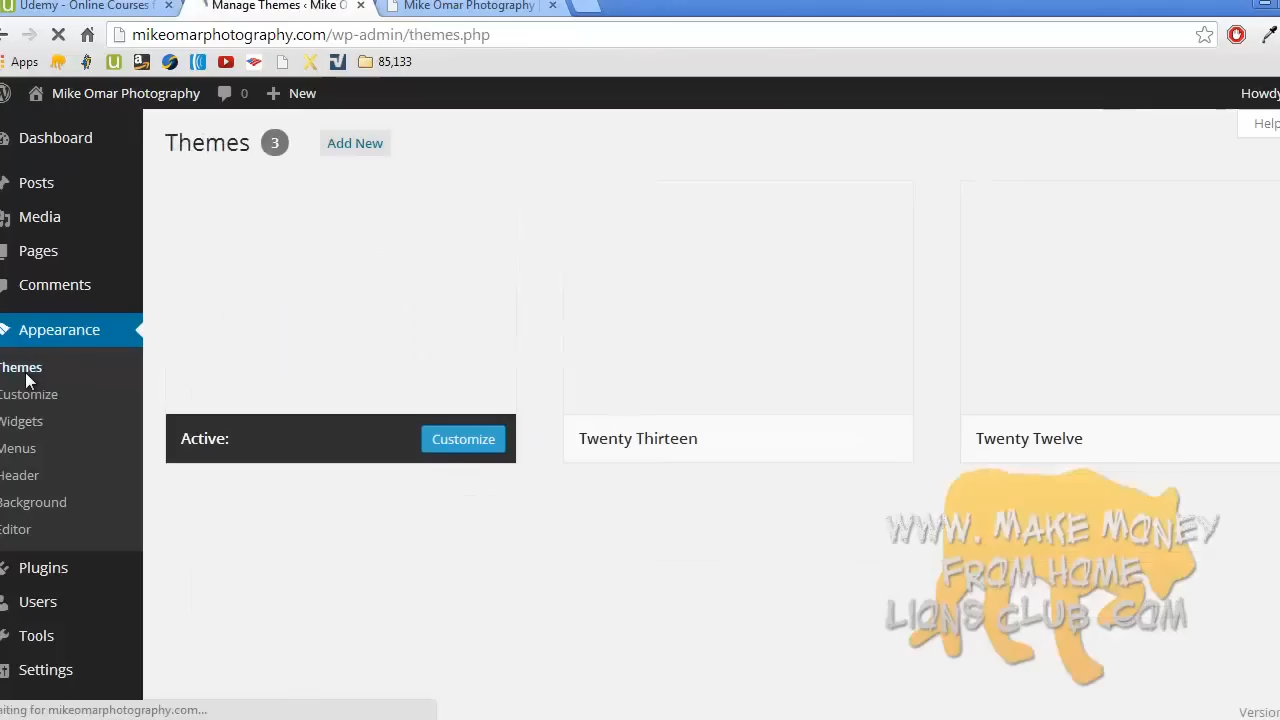 Udemy - Online Courses f
Manage Themes ‹ Mike O
Mike Omar Photography
mikeomarphotography.com/wp-admin/themes.php
Apps
85,133
Mike Omar Photography
0
New
Howdy
Help
Dashboard
Posts
Media
Pages
Comments
Appearance
Themes
Customize
Widgets
Menus
Header
Background
Editor
Plugins
Users
Tools
Settings
Themes 3 Add New
Active: Customize
Twenty Thirteen
Twenty Twelve
www. Make Money
From Home
Lions Club .com
aiting for mikeomarphotography.com...
Version